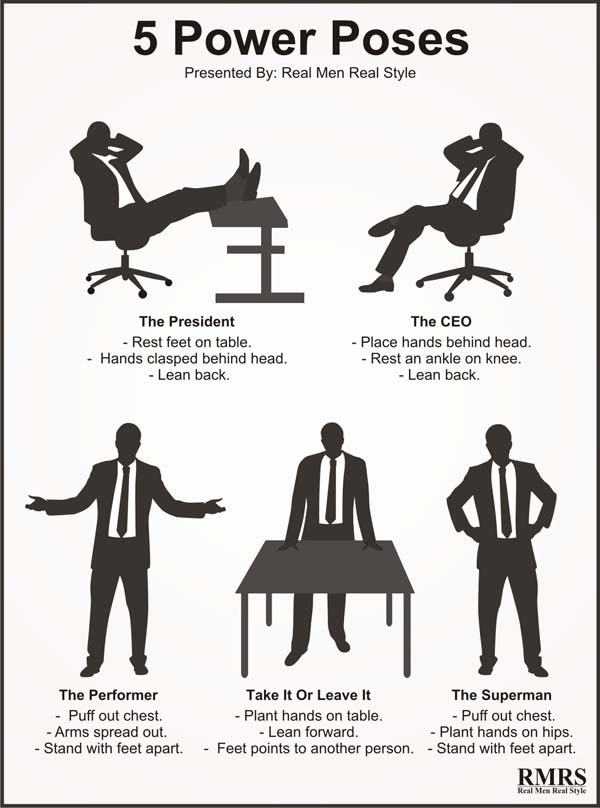 5 Power Poses
Presented By: Real Men Real Style
The President
- Rest feet on table.
- Hands clasped behind head.
- Lean back.
The CEO
- Place hands behind head.
- Rest an ankle on knee.
- Lean back.
The Performer
- Puff out chest.
- Arms spread out.
- Stand with feet apart.
Take It Or Leave It
- Plant hands on table.
- Lean forward.
- Feet points to another person.
The Superman
- Puff out chest.
- Plant hands on hips.
- Stand with feet apart.
RMRS
Real Men Real Style